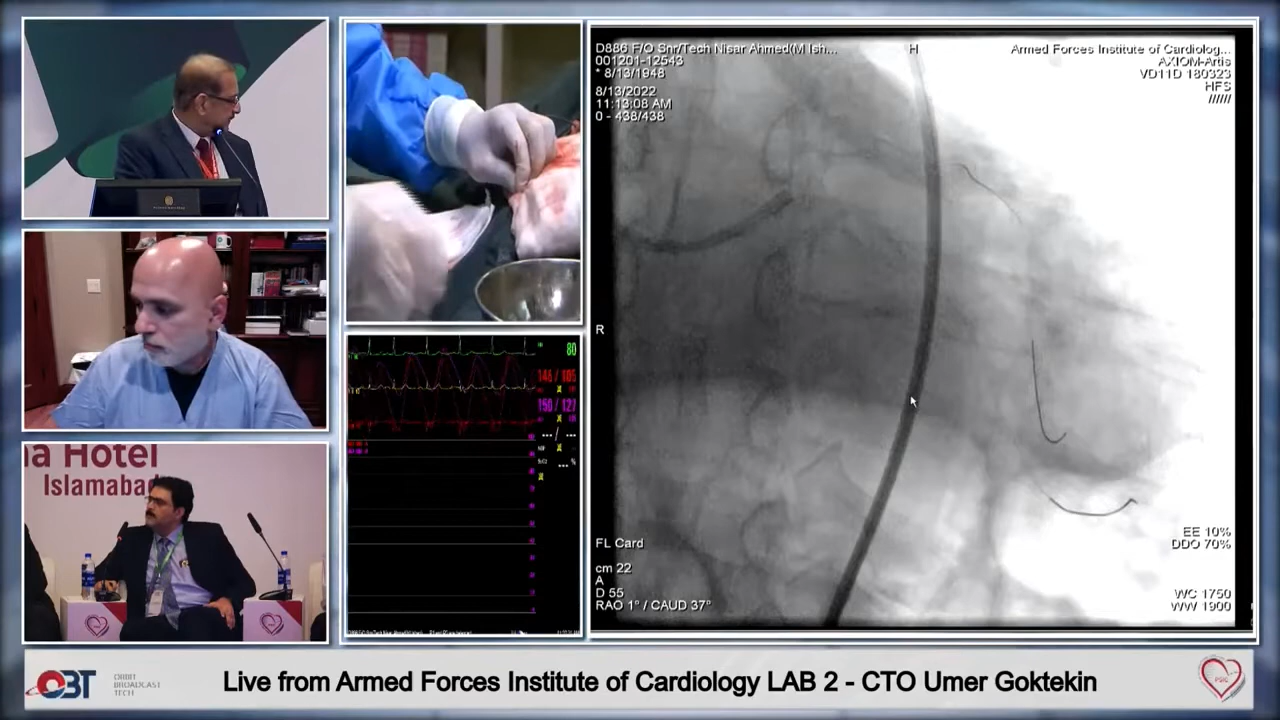 na Hotel
Islamabad
80
146 / 105
150 / 127
--- / ---
--- %
D886 F/O Snr/Tech Nisar Ahmed(M Ish...
001201-12543
* 8/13/1948
8/13/2022
11:13:08 AM
0 - 438/438
H
Armed Forces Institute of Cardiolog...
AXIOM-Artis
VD11D 180323
HFS
//////
R
FL Card
cm 22
A
D 55
RAO 1° / CAUD 37°
EE 10%
DDO 70%
WC 1750
WW 1900
OBT
ORBIT
BROADCAST
TECH
Live from Armed Forces Institute of Cardiology LAB 2 - CTO Umer Goktekin